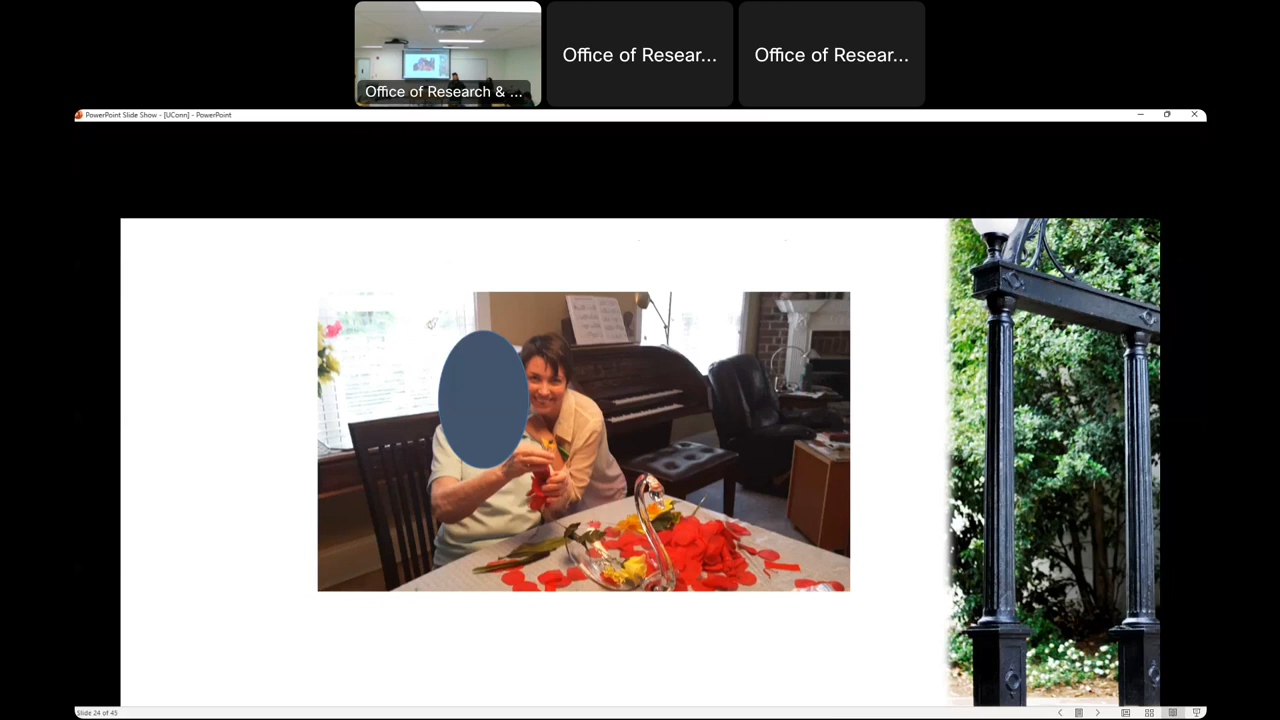 Office of Research & ...
Office of Resear...
Office of Resear...
PowerPoint Slide Show - [UConn] - PowerPoint
Slide 24 of 45